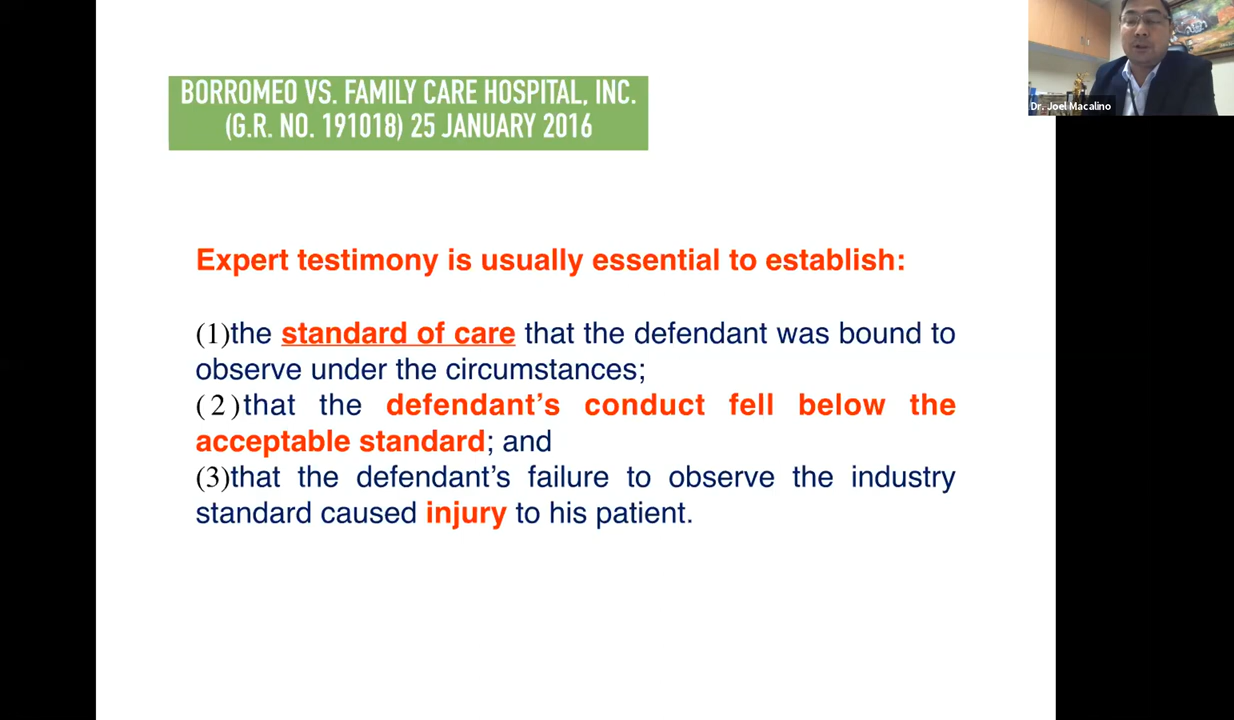 BORROMEO VS. FAMILY CARE HOSPITAL, INC.
(G.R. NO. 191018) 25 JANUARY 2016
Dr. Joel Macalino
Expert testimony is usually essential to establish:
(1)the standard of care that the defendant was bound to
observe under the circumstances;
(2)that the defendant’s conduct fell below the
acceptable standard; and
(3)that the defendant’s failure to observe the industry
standard caused injury to his patient.